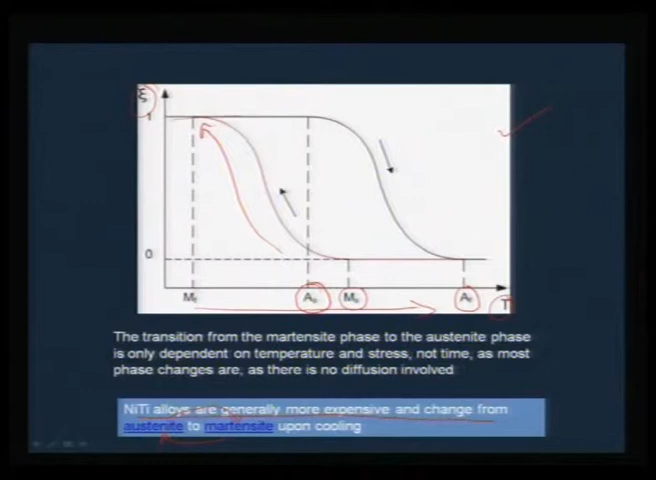 ξ
1
0
Mf As Ms Af T
The transition from the martensite phase to the austenite phase
is only dependent on temperature and stress, not time, as most
phase changes are, as there is no diffusion involved
NiTi alloys are generally more expensive and change from
austenite to martensite upon cooling